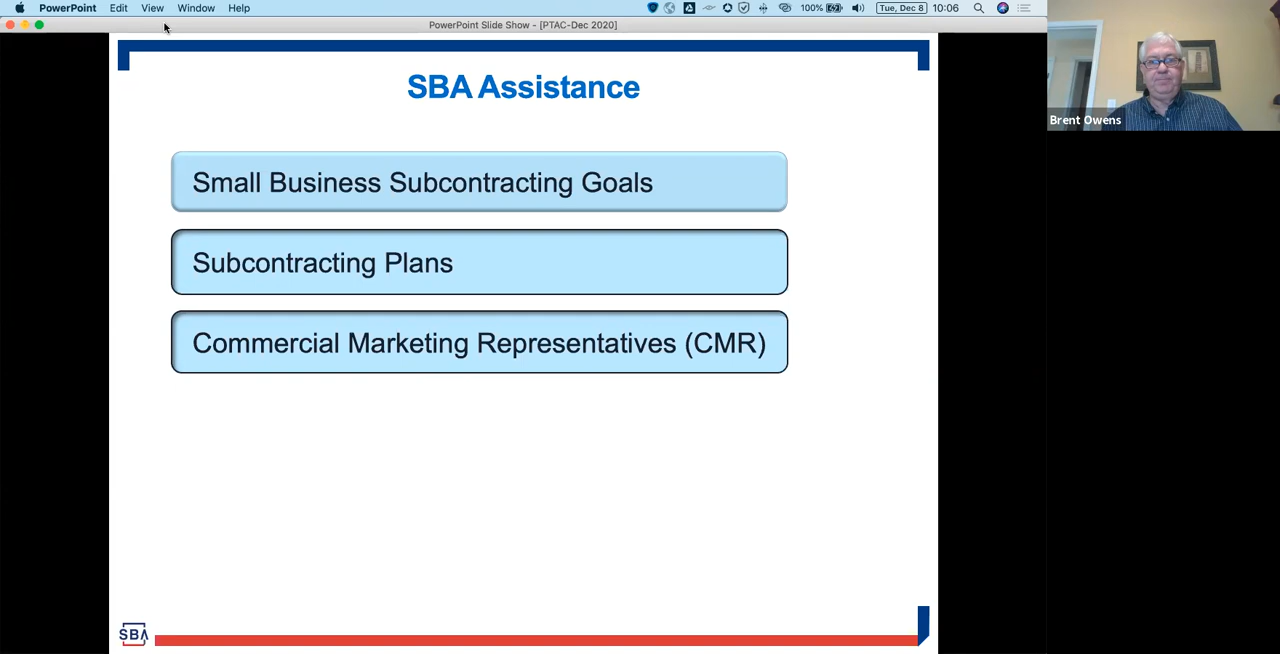 PowerPoint Edit View Window Help 100% Tue, Dec 8 10:06
PowerPoint Slide Show - [PTAC-Dec 2020]
SBA Assistance
Brent Owens
Small Business Subcontracting Goals
Subcontracting Plans
Commercial Marketing Representatives (CMR)
SBA